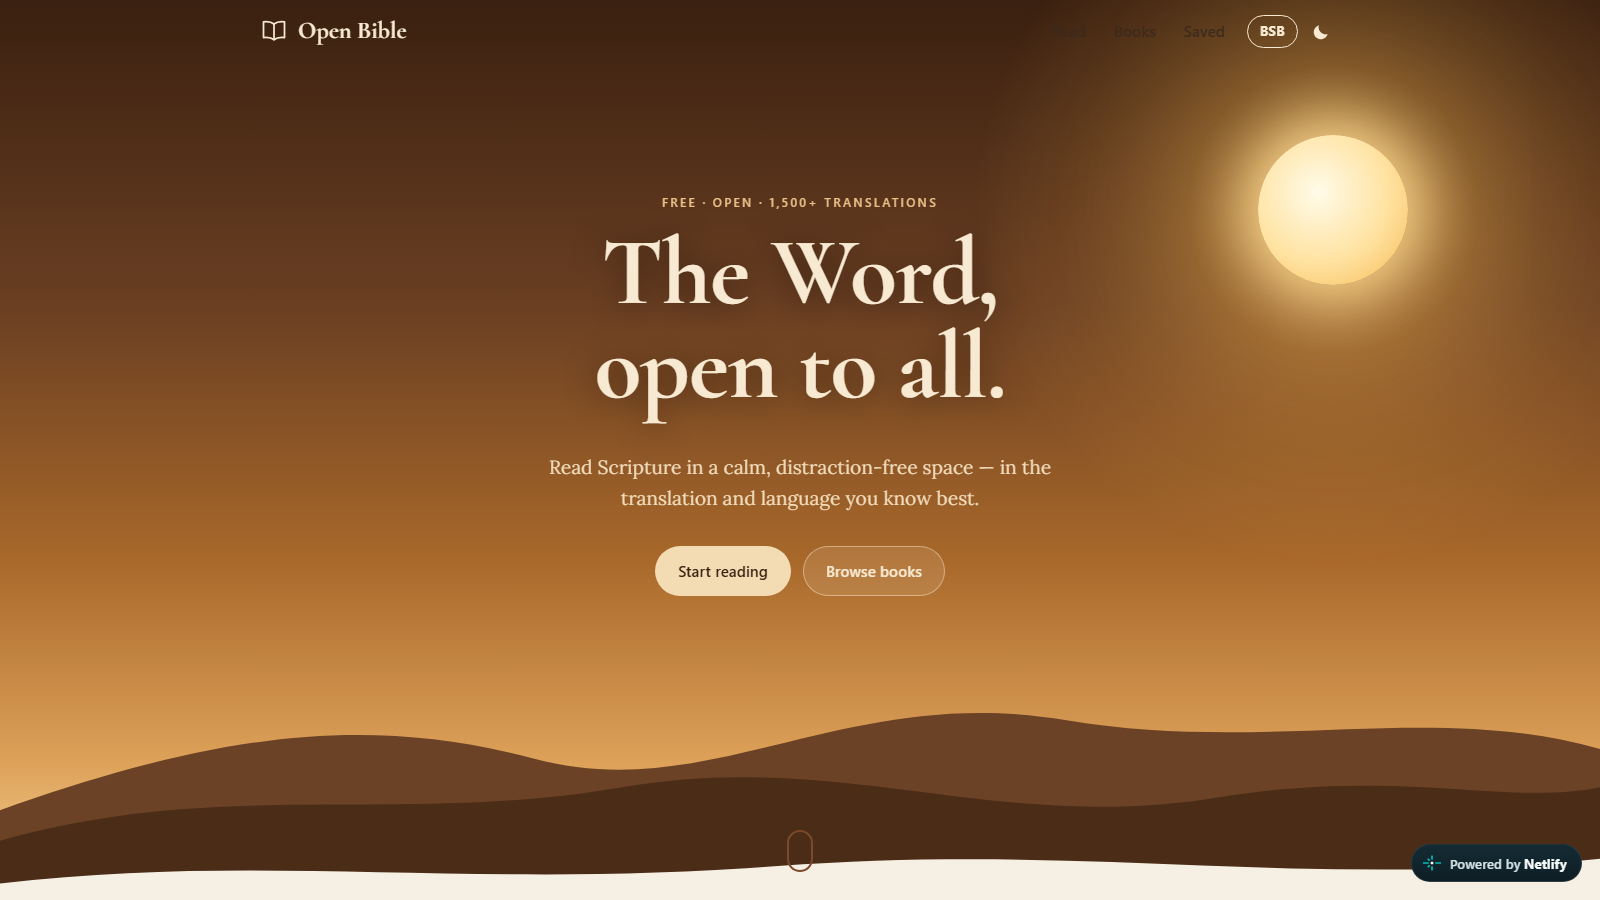 Open Bible
Books
Saved
BSB
FREE · OPEN · 1,500+ TRANSLATIONS
The Word,
open to all.
Read Scripture in a calm, distraction-free space — in the
translation and language you know best.
Start reading
Browse books
Powered by Netlify